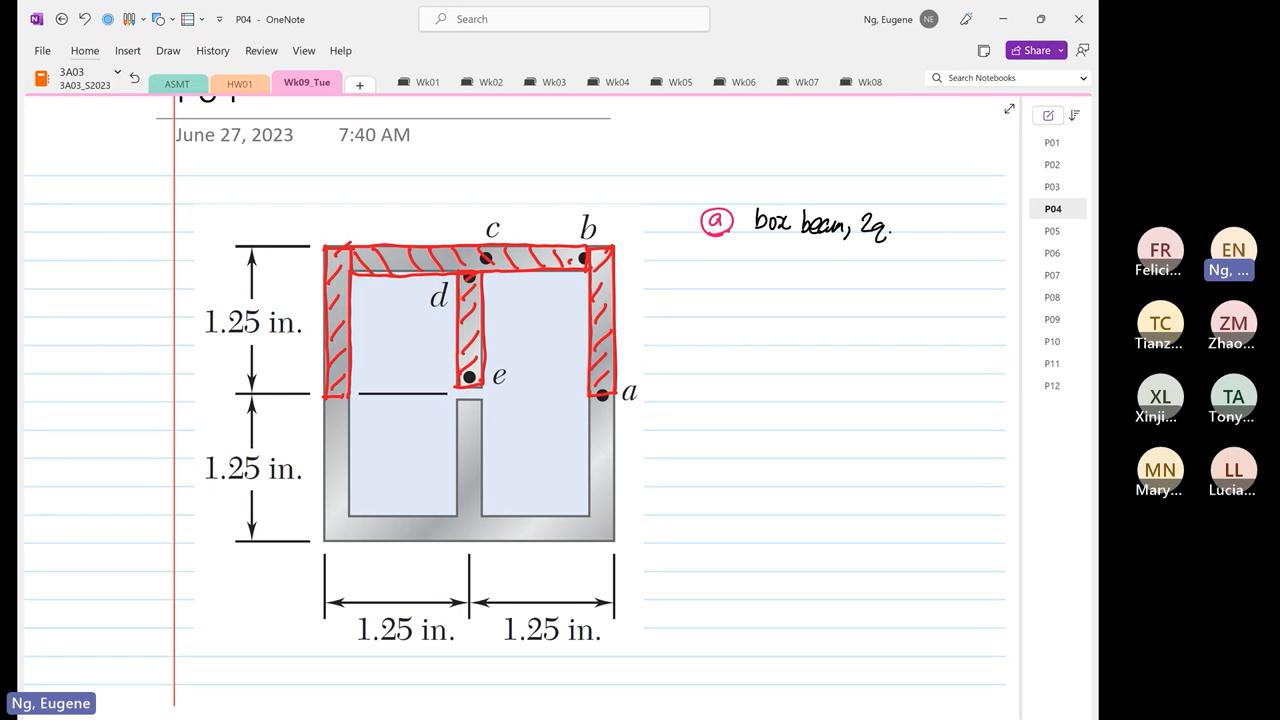 P04 - OneNote
Search
Ng, Eugene
NE
File
Home
Insert
Draw
History
Review
View
Help
Share
3A03
3A03_S2023
ASMT
HW01
Wk09_Tue
Wk01
Wk02
Wk03
Wk04
Wk05
Wk06
Wk07
Wk08
Search Notebooks
June 27, 2023
7:40 AM
P01
P02
P03
P04
P05
P06
P07
P08
P09
P10
P11
P12
c
b
a box beam, 2q.
d
1.25 in.
e
a
1.25 in.
1.25 in.
1.25 in.
FR
Felici...
EN
Ng, ...
TC
Tianz...
ZM
Zhao...
XL
Xinji...
TA
Tony...
MN
Mary...
LL
Lucia...
Ng, Eugene